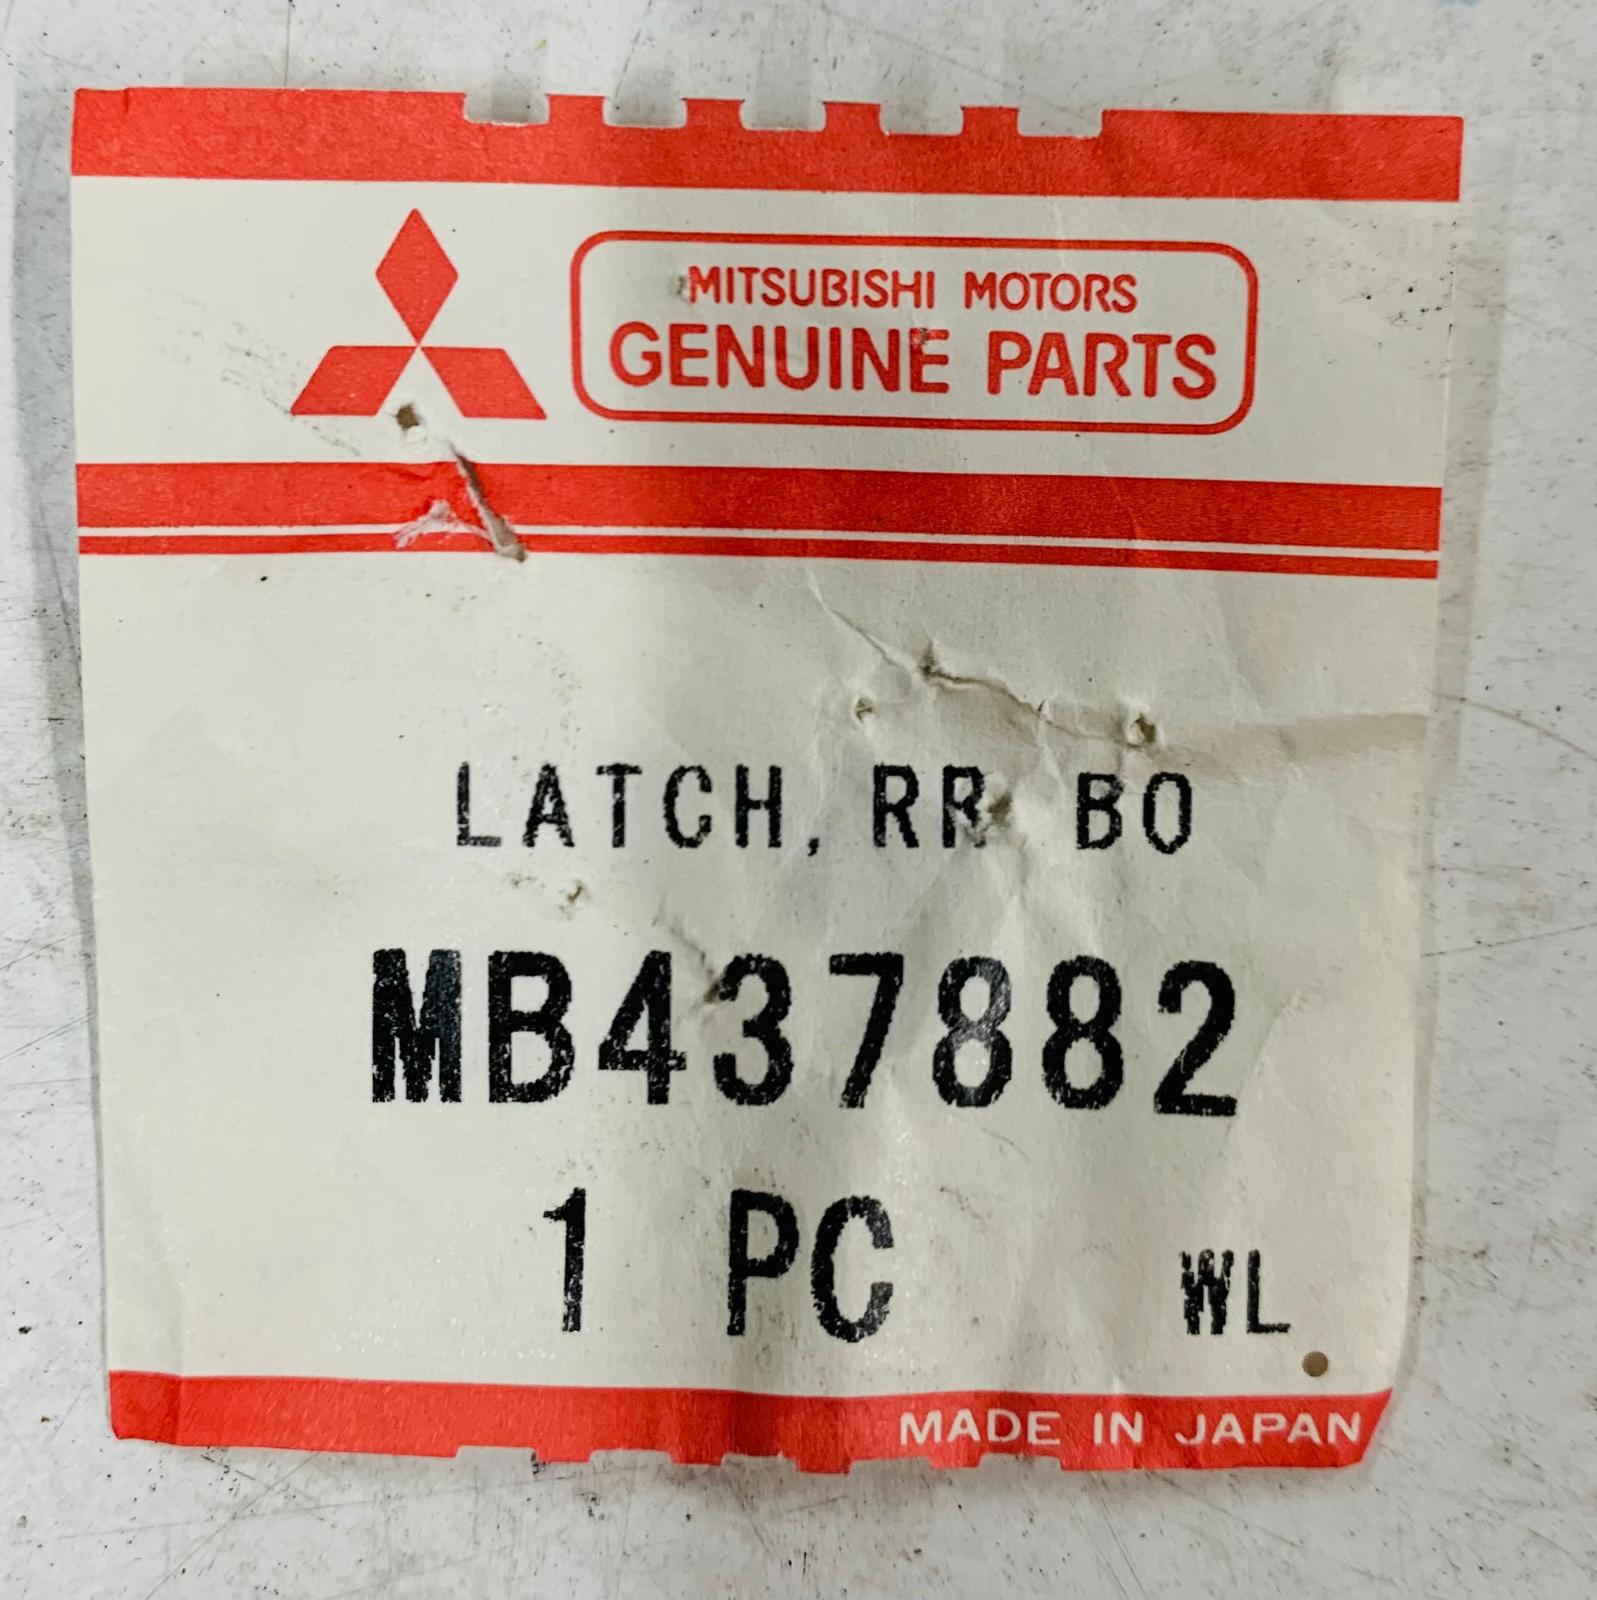 MITSUBISHI MOTORS
GENUINE PARTS
LATCH, RR BO
MB437882
1 PC WL
MADE IN JAPAN